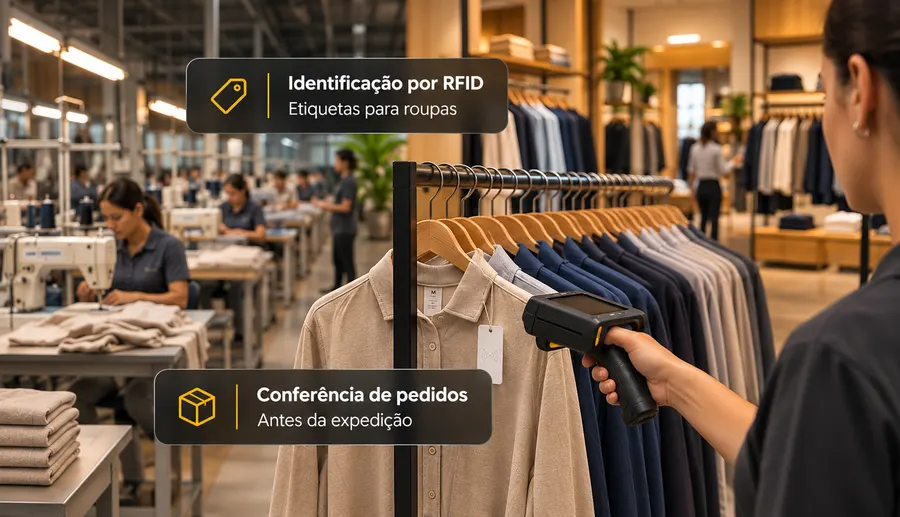 Identificação por RFID
Etiquetas para roupas
M
Conferência de pedidos
Antes da expedição